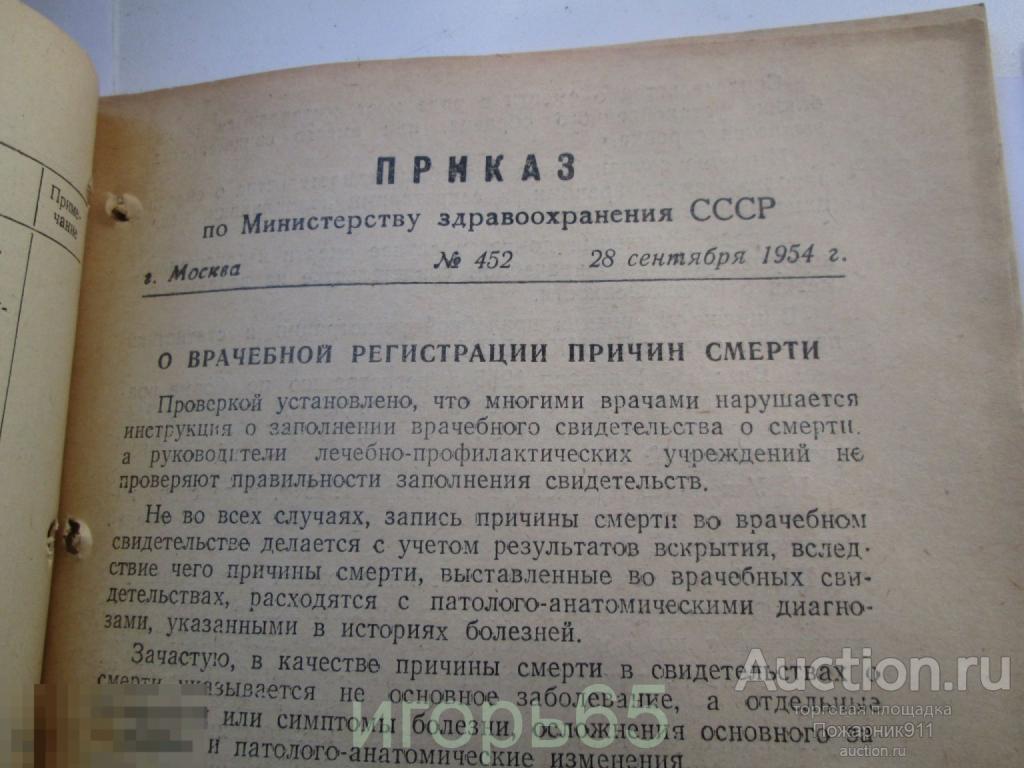 Приме-
чание
ПРИКАЗ
по Министерству здравоохранения СССР
г. Москва № 452 28 сентября 1954 г.
О ВРАЧЕБНОЙ РЕГИСТРАЦИИ ПРИЧИН СМЕРТИ
Проверкой установлено, что многими врачами нарушается
инструкция о заполнении врачебного свидетельства о смерти.
а руководители лечебно-профилактических учреждений не
проверяют правильности заполнения свидетельств.
Не во всех случаях, запись причины смерти во врачебном
свидетельстве делается с учетом результатов вскрытия, вслед-
ствие чего причины смерти, выставленные во врачебных сви-
детельствах, расходятся с патолого-анатомическими диагно-
зами, указанными в историях болезней.
Зачастую, в качестве причины смерти в свидетельствах о
смерти указывается не основное заболевание, а отдельные
или симптомы болезни, осложнения основного за
и патолого-анатомические изменения
Игорь65
Auction.ru
торговая площадка
Пожарник911
auction.ru